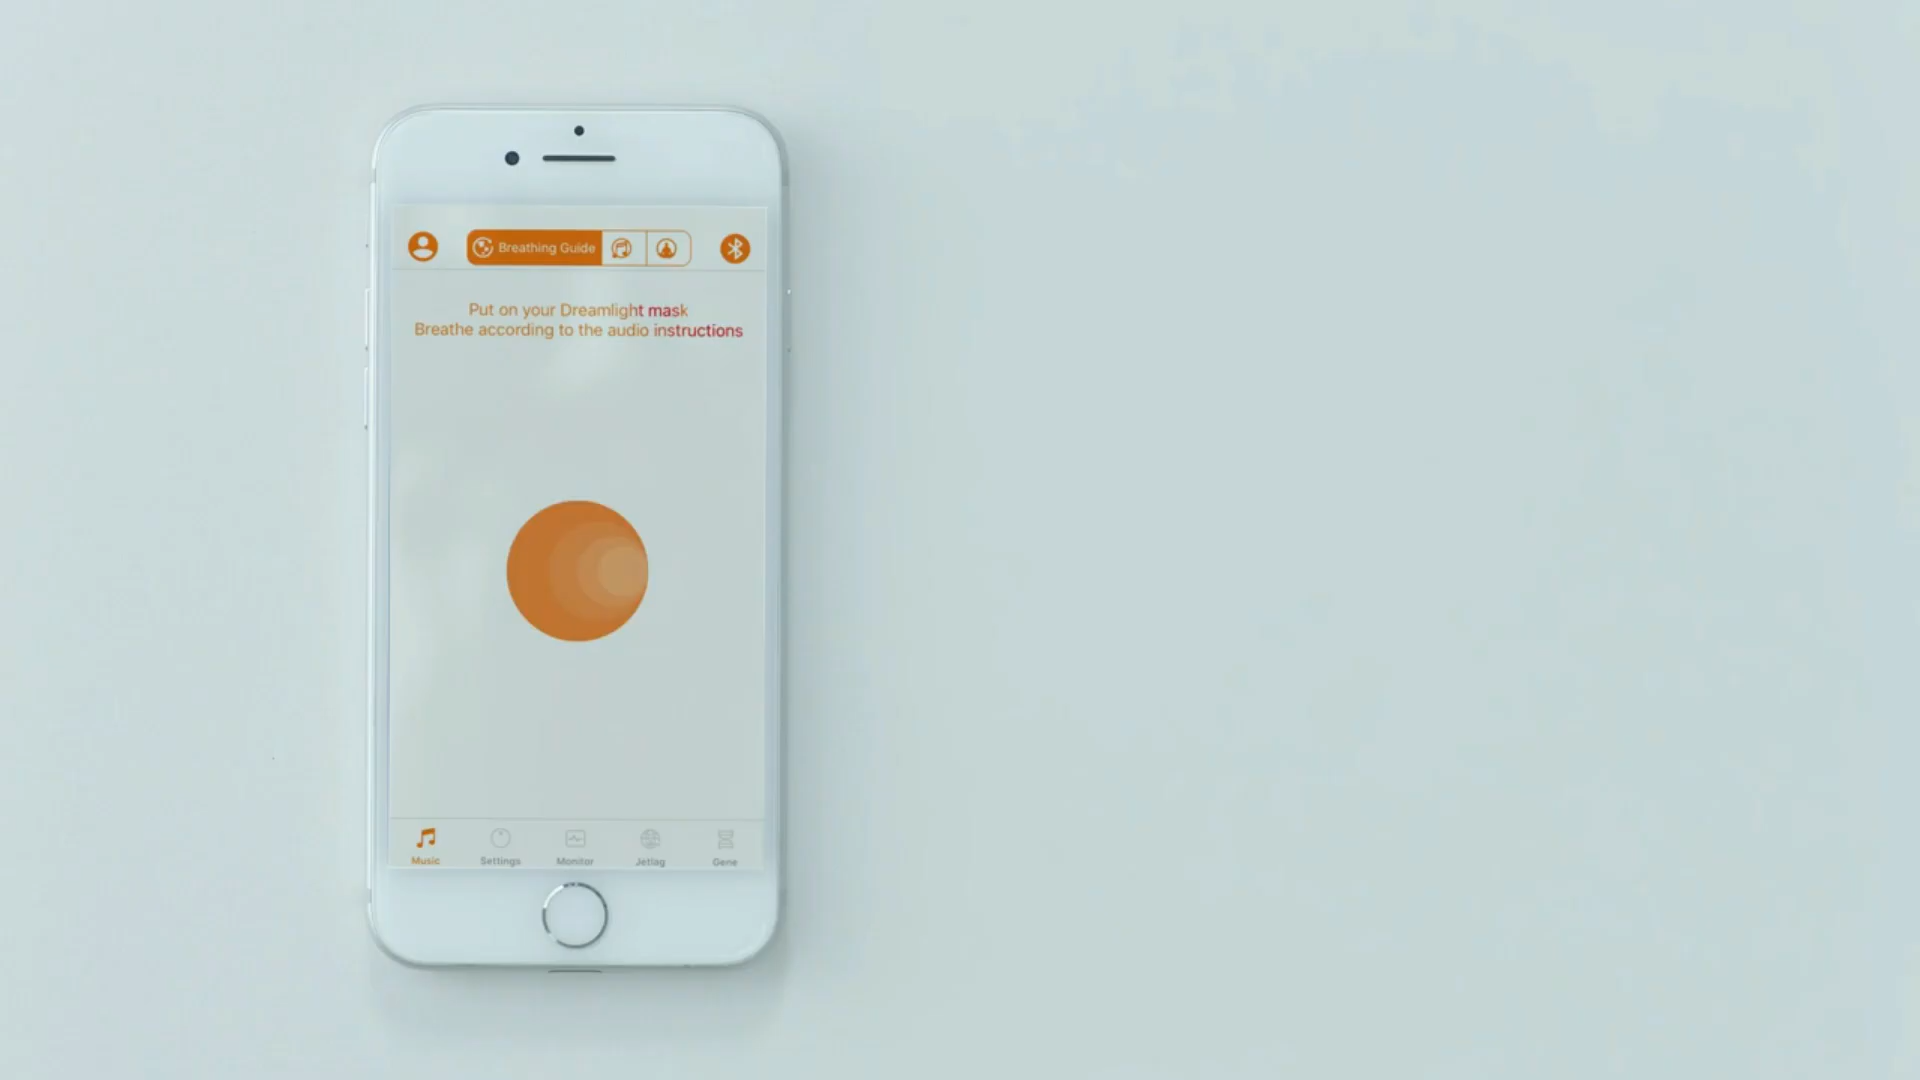 Breathing Guide
Put on your Dreamlight mask
Breathe according to the audio instructions
Music Settings Monitor Jetlag Gene